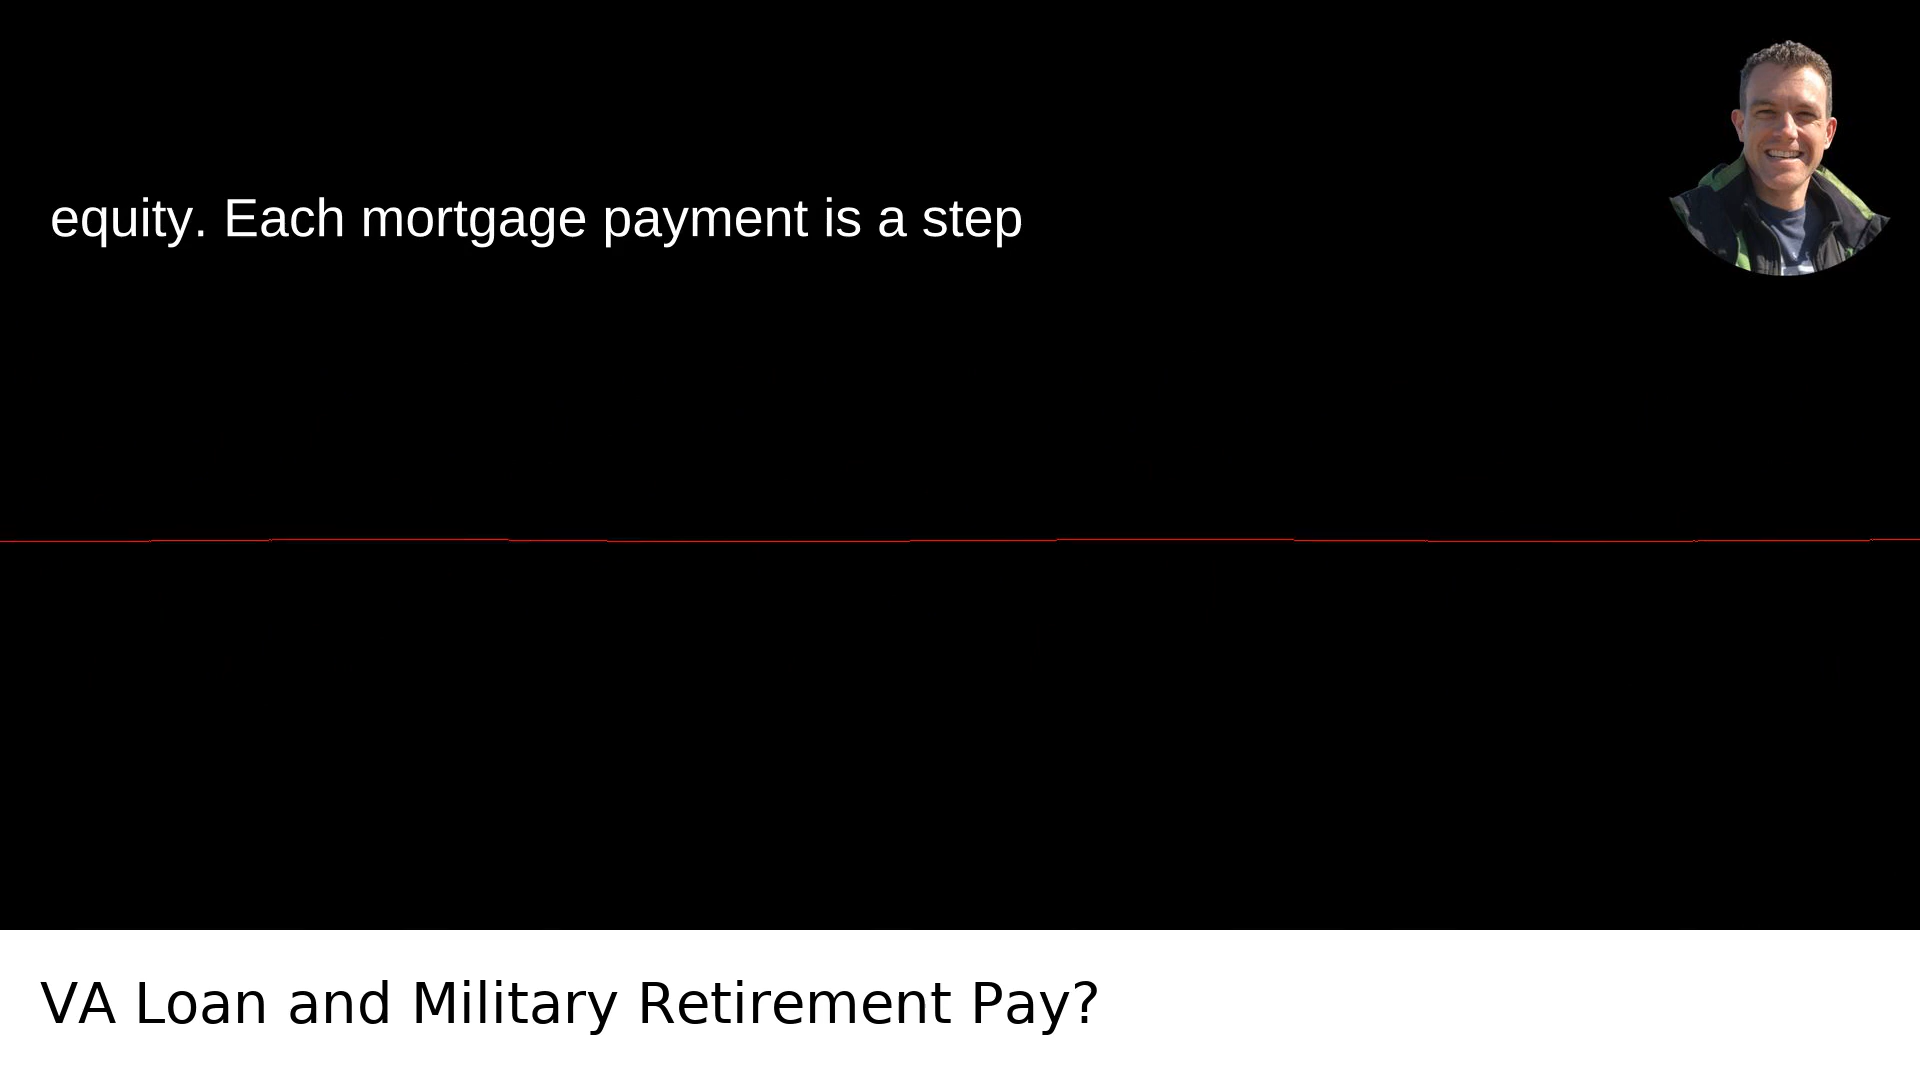 equity. Each mortgage payment is a step
VA Loan and Military Retirement Pay?